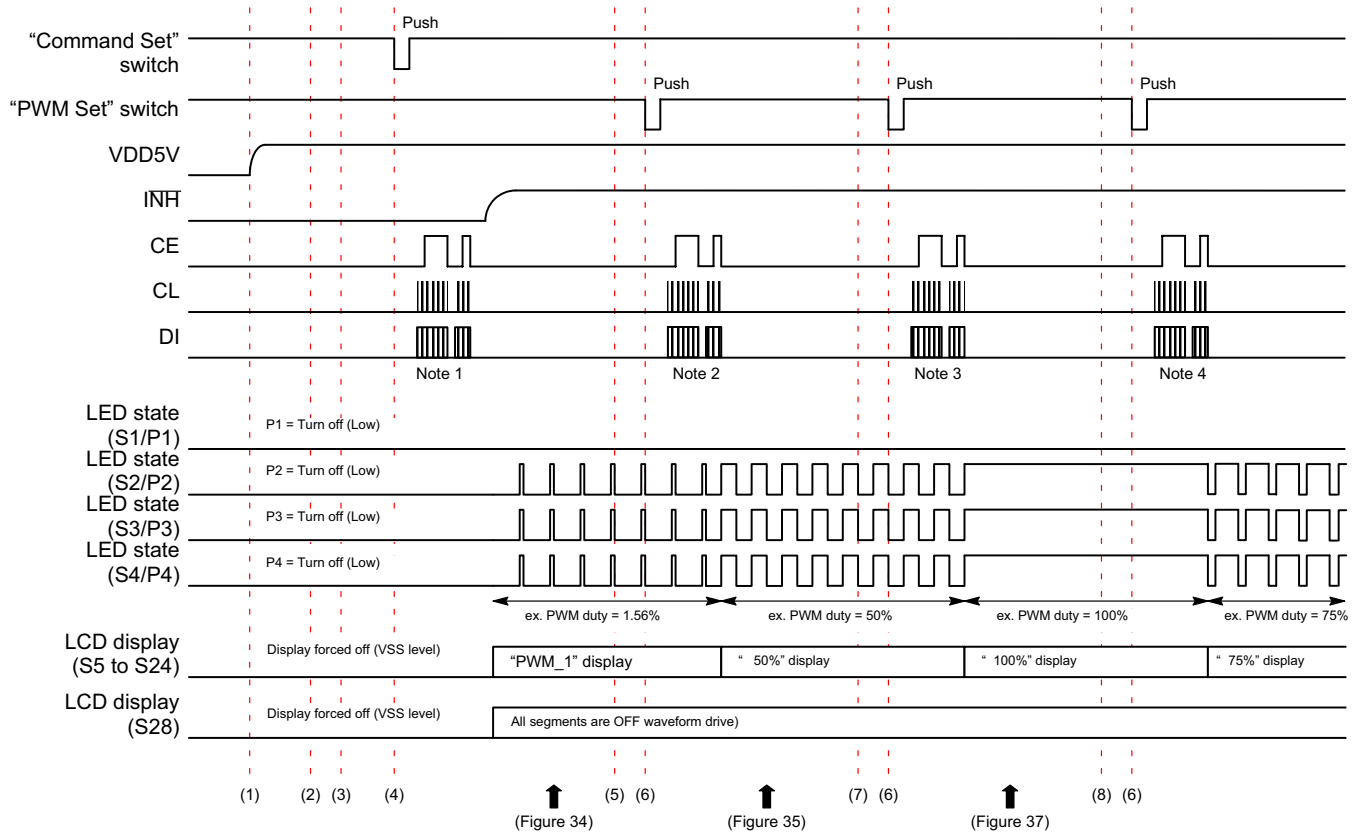 Push
“Command Set”
switch
Push
Push
Push
“PWM Set” switch
VDD5V
INH
CE
CL
DI
Note 1
Note 2
Note 3
Note 4
LED state
(S1/P1)
P1 = Turn off (Low)
LED state
(S2/P2)
P2 = Turn off (Low)
LED state
(S3/P3)
P3 = Turn off (Low)
LED state
(S4/P4)
P4 = Turn off (Low)
ex. PWM duty = 1.56%
ex. PWM duty = 50%
ex. PWM duty = 100%
ex. PWM duty = 75%
LCD display
(S5 to S24)
Display forced off (VSS level)
“PWM_1” display
“ 50%” display
“ 100%” display
“ 75%” display
LCD display
(S28)
Display forced off (VSS level)
All segments are OFF waveform drive)
(1)
(2)
(3)
(4)
(5)
(6)
(7)
(6)
(8)
(6)
(Figure 34)
(Figure 35)
(Figure 37)